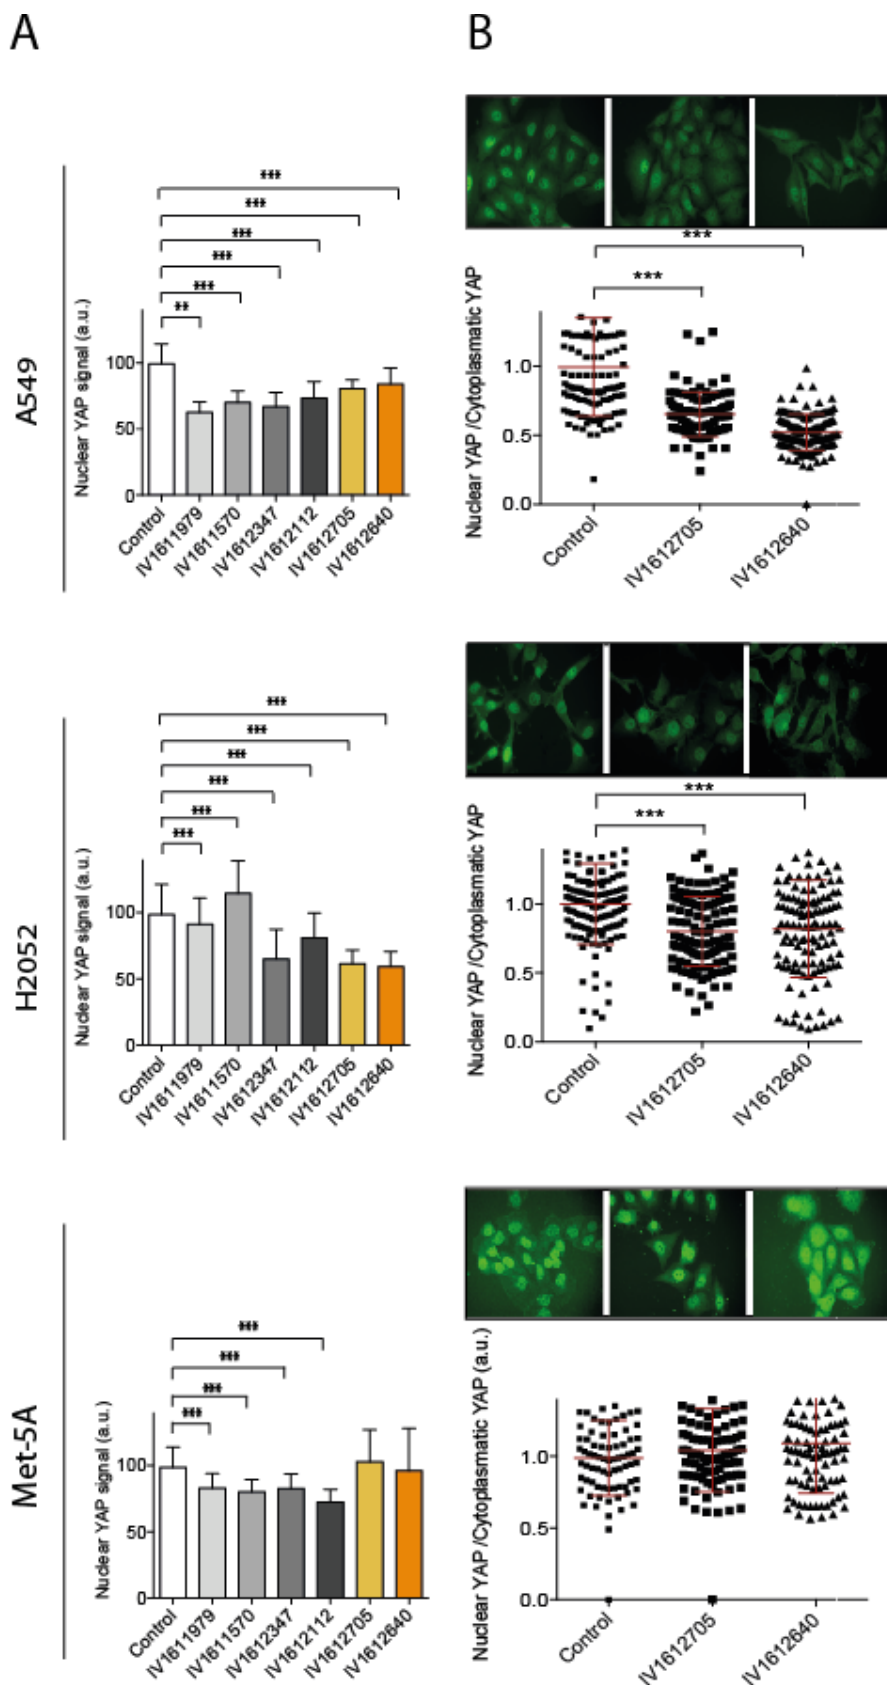 A
B
A549
***
***
***
***
***
**
Nuclear YAP signal (a.u.)
100
50
0
Control
IV1611979
IV1611570
IV1612347
IV1612112
IV1612705
IV1612640
***
***
Nuclear YAP /Cytoplasmatic YAP
1.0
0.5
0.0
Control
IV1612705
IV1612640
H2052
***
***
***
***
***
***
Nuclear YAP signal (a.u.)
100
50
0
Control
IV1611979
IV1611570
IV1612347
IV1612112
IV1612705
IV1612640
***
***
Nuclear YAP /Cytoplasmatic YAP
1.0
0.5
0.0
Control
IV1612705
IV1612640
Met-5A
***
***
***
***
Nuclear YAP signal (a.u.)
100
50
0
Control
IV1611979
IV1611570
IV1612347
IV1612112
IV1612705
IV1612640
Nuclear YAP /Cytoplasmatic YAP (a.u.)
1.0
0.5
0.0
Control
IV1612705
IV1612640